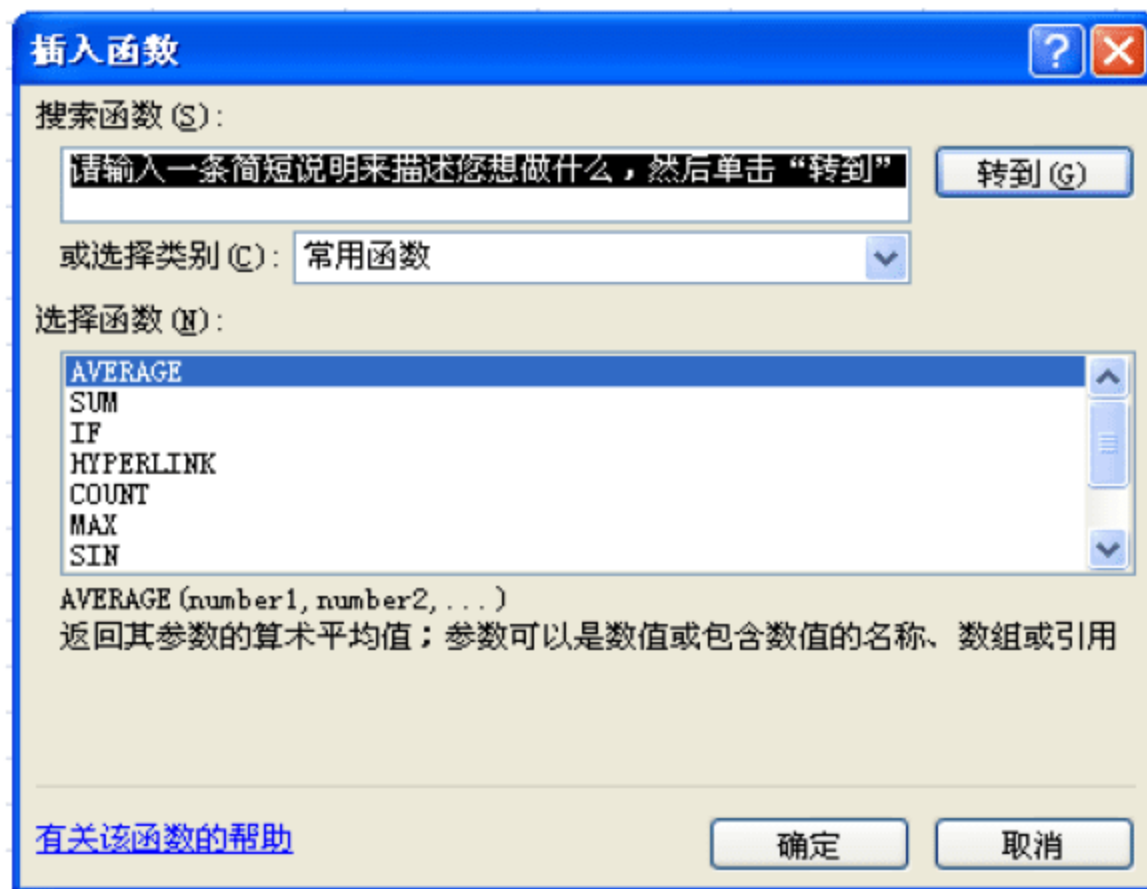 插入函数
搜索函数(S):
请输入一条简短说明来描述您想做什么，然后单击“转到”
转到(G)
或选择类别(C): 常用函数
选择函数(N):
AVERAGE
SUM
IF
HYPERLINK
COUNT
MAX
SIN
AVERAGE(number1,number2,...)
返回其参数的算术平均值；参数可以是数值或包含数值的名称、数组或引用
有关该函数的帮助
确定
取消